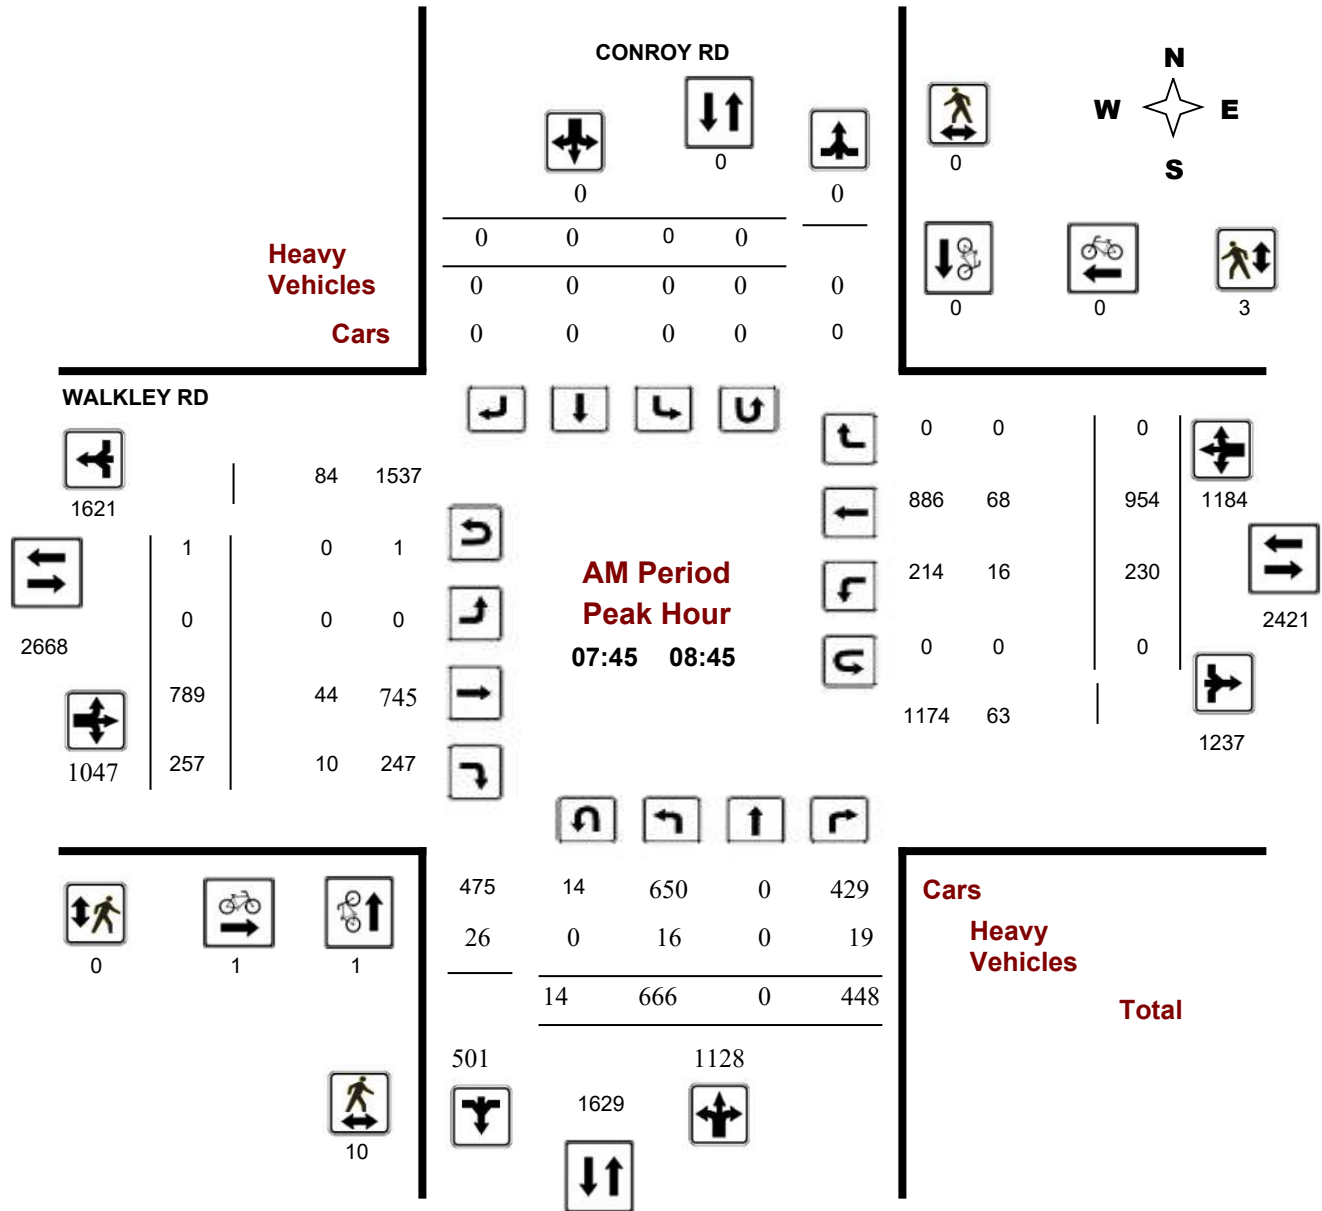 CONROY RD
N
W E
S
0
0
0 0
0
0 0 0 0
Heavy
Vehicles
0 0 0 0 0
0 0 3
Cars
0 0 0 0 0
WALKLEY RD
0 0 0
84 1537
1621
886 68 954 1184
1 0 1
AM Period
214 16 230
Peak Hour
0 0 0
2421
2668
07:45 08:45
0 0 0
789 44 745
1174 63
1237
1047 257 10 247
475 14 650 0 429
Cars
26 0 16 0 19
Heavy
Vehicles
0 1 1
14 666 0 448
Total
501 1128
1629
10